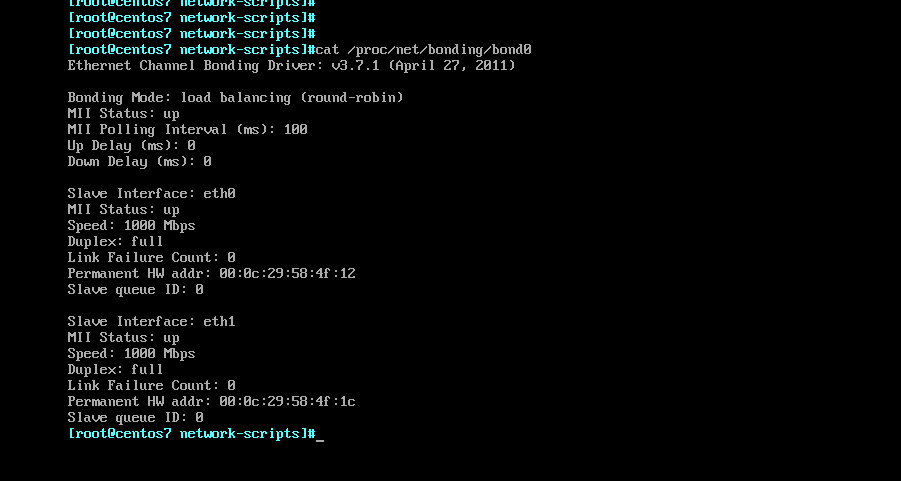 [root@centos7 network-scripts]#
[root@centos7 network-scripts]#
[root@centos7 network-scripts]#
[root@centos7 network-scripts]#cat /proc/net/bonding/bond0
Ethernet Channel Bonding Driver: v3.7.1 (April 27, 2011)

Bonding Mode: load balancing (round-robin)
MII Status: up
MII Polling Interval (ms): 100
Up Delay (ms): 0
Down Delay (ms): 0

Slave Interface: eth0
MII Status: up
Speed: 1000 Mbps
Duplex: full
Link Failure Count: 0
Permanent HW addr: 00:0c:29:58:4f:12
Slave queue ID: 0

Slave Interface: eth1
MII Status: up
Speed: 1000 Mbps
Duplex: full
Link Failure Count: 0
Permanent HW addr: 00:0c:29:58:4f:1c
Slave queue ID: 0
[root@centos7 network-scripts]#_